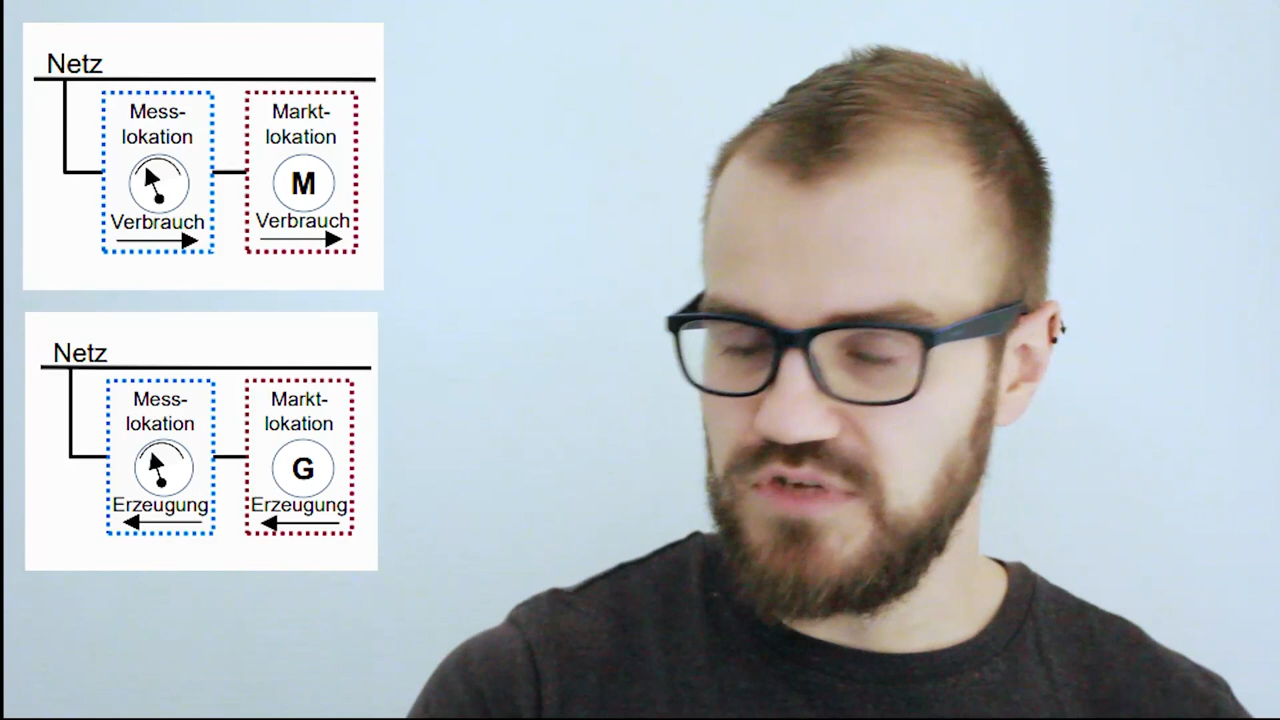 Netz
Mess-
lokation
Verbrauch
Markt-
lokation
M
Verbrauch
Netz
Mess-
lokation
Erzeugung
Markt-
lokation
G
Erzeugung